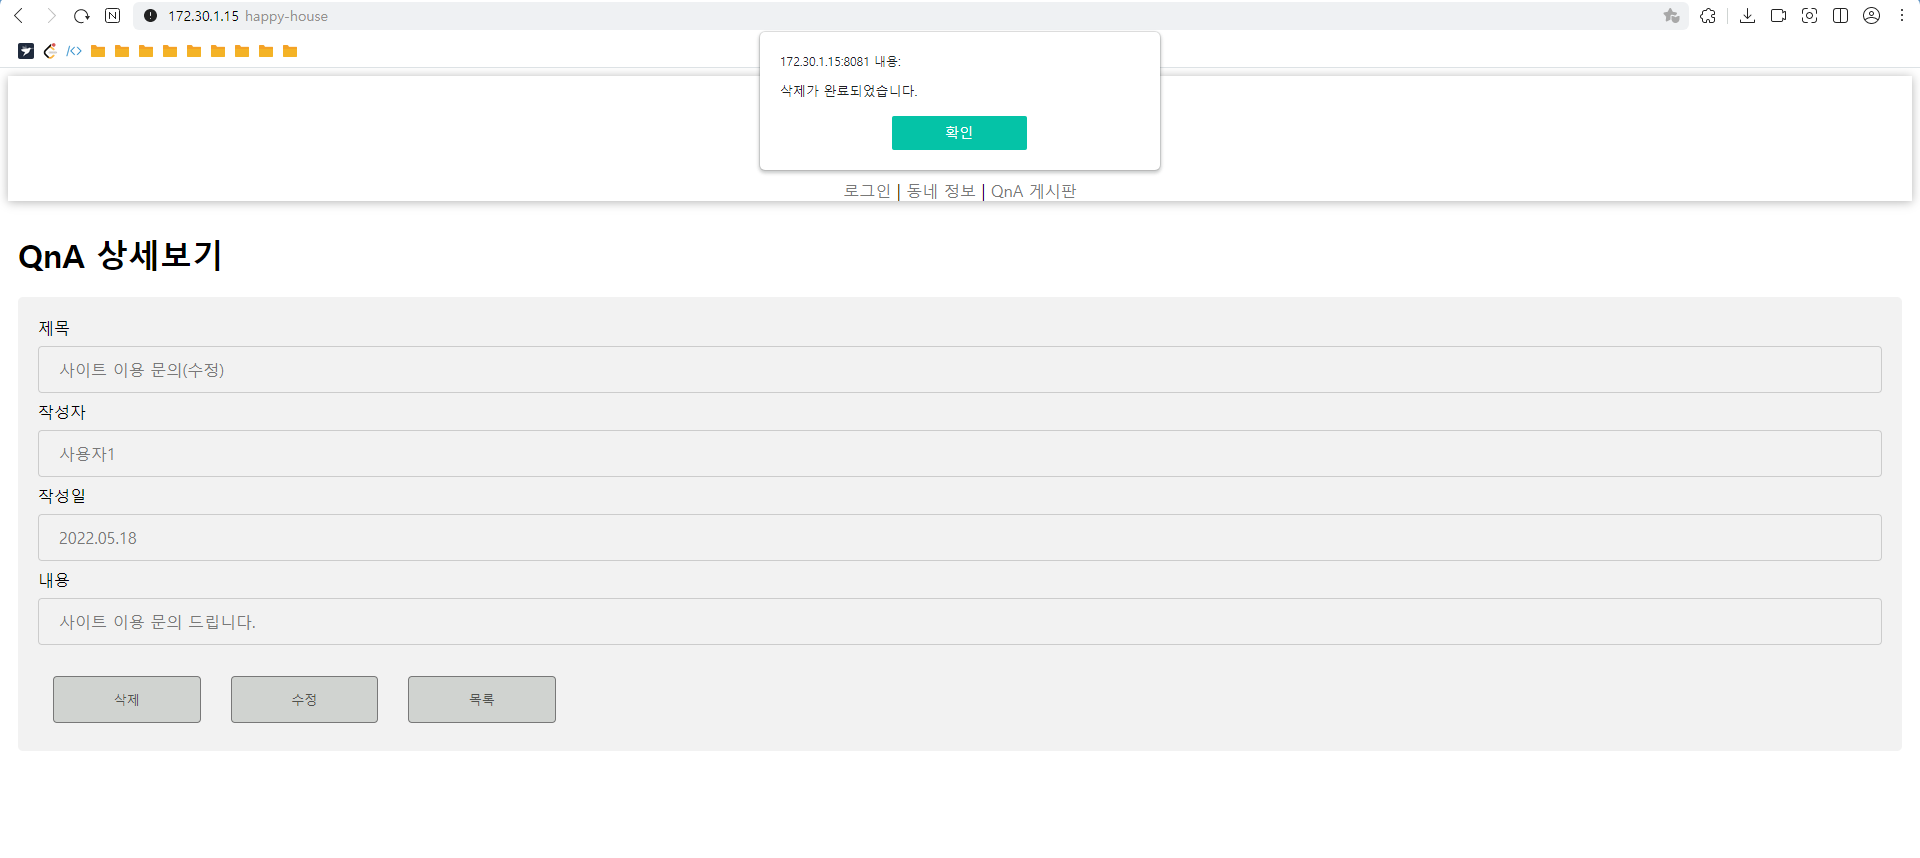 172.30.1.15 happy-house
172.30.1.15:8081 내용:
삭제가 완료되었습니다.
확인
로그인 | 동네 정보 | QnA 게시판
QnA 상세보기
제목
사이트 이용 문의(수정)
작성자
사용자1
작성일
2022.05.18
내용
사이트 이용 문의 드립니다.
삭제 수정 목록